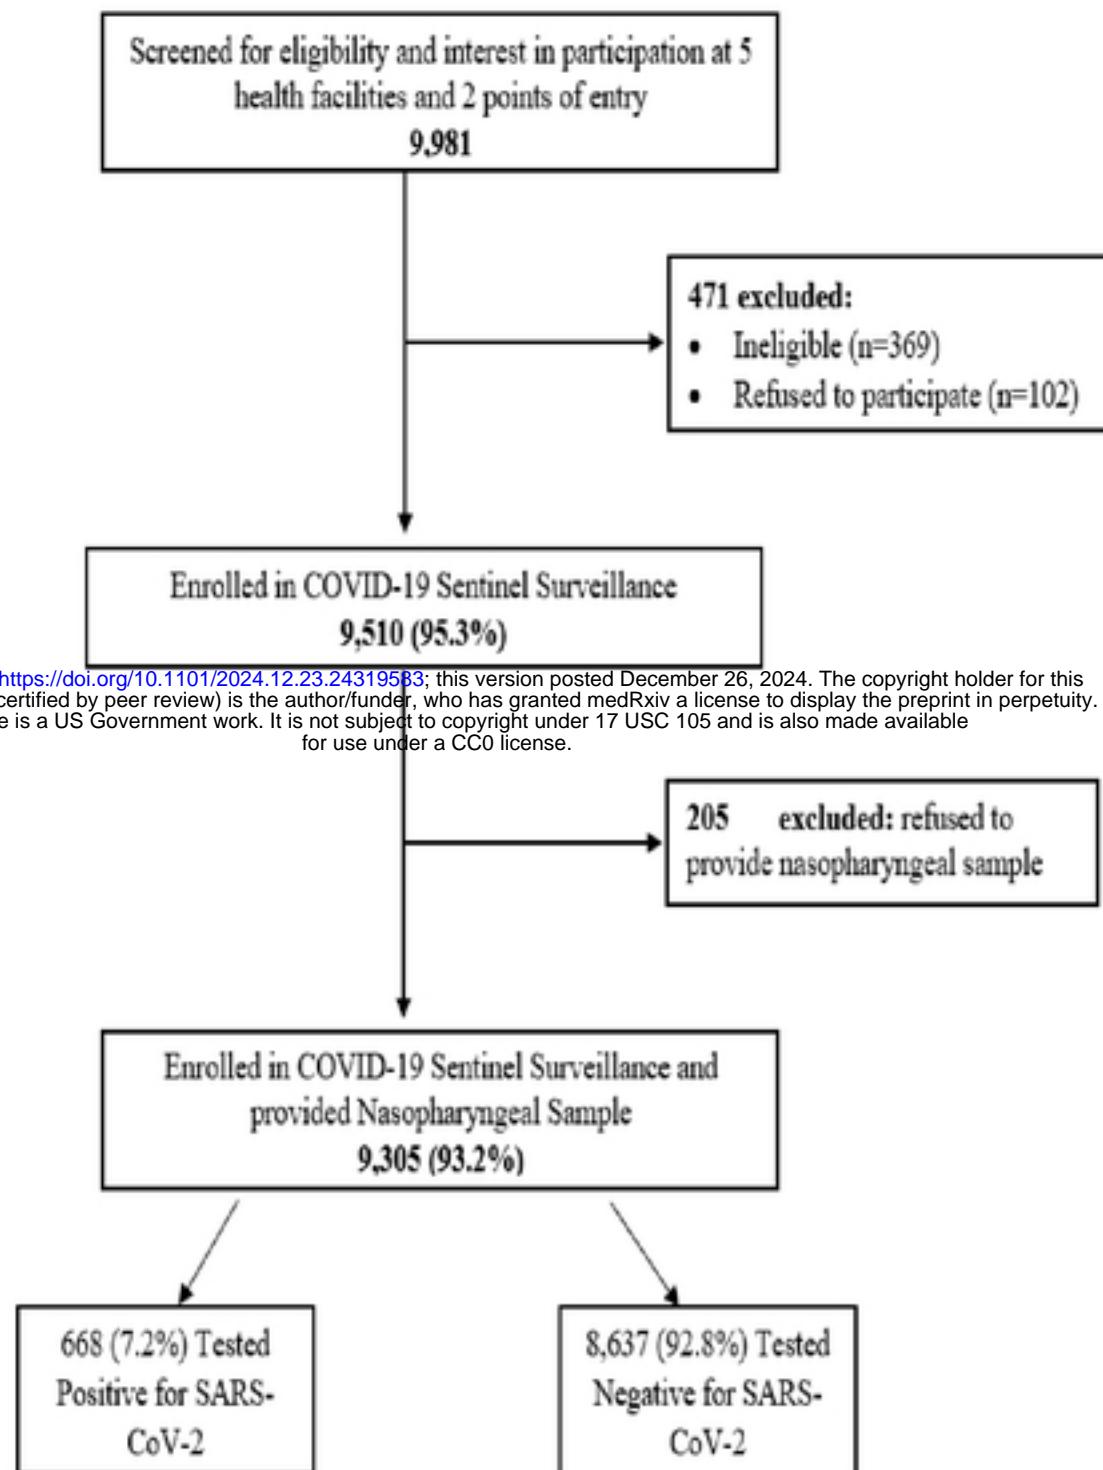 Screened for eligibility and interest in participation at 5
health facilities and 2 points of entry
9,981
471 excluded:
• Ineligible (n=369)
• Refused to participate (n=102)
Enrolled in COVID-19 Sentinel Surveillance
9,510 (95.3%)
https://doi.org/10.1101/2024.12.23.24319583; this version posted December 26, 2024. The copyright holder for this
certified by peer review) is the author/funder, who has granted medRxiv a license to display the preprint in perpetuity.
e is a US Government work. It is not subject to copyright under 17 USC 105 and is also made available
for use under a CC0 license.
205 excluded: refused to
provide nasopharyngeal sample
Enrolled in COVID-19 Sentinel Surveillance and
provided Nasopharyngeal Sample
9,305 (93.2%)
668 (7.2%) Tested
Positive for SARS-
CoV-2
8,637 (92.8%) Tested
Negative for SARS-
CoV-2